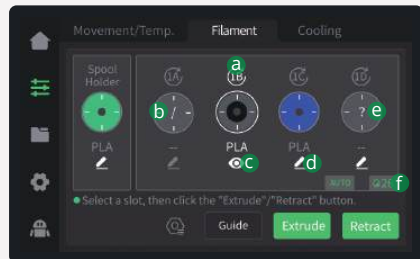 Movement/Temp. Filament Cooling
a
Spool Holder
1A 1B 1C 1D
b / ? e
PLA -- PLA PLA --
c d
AUTO f
Select a slot, then click the "Extrude"/"Retract" button.
Guide Extrude Retract